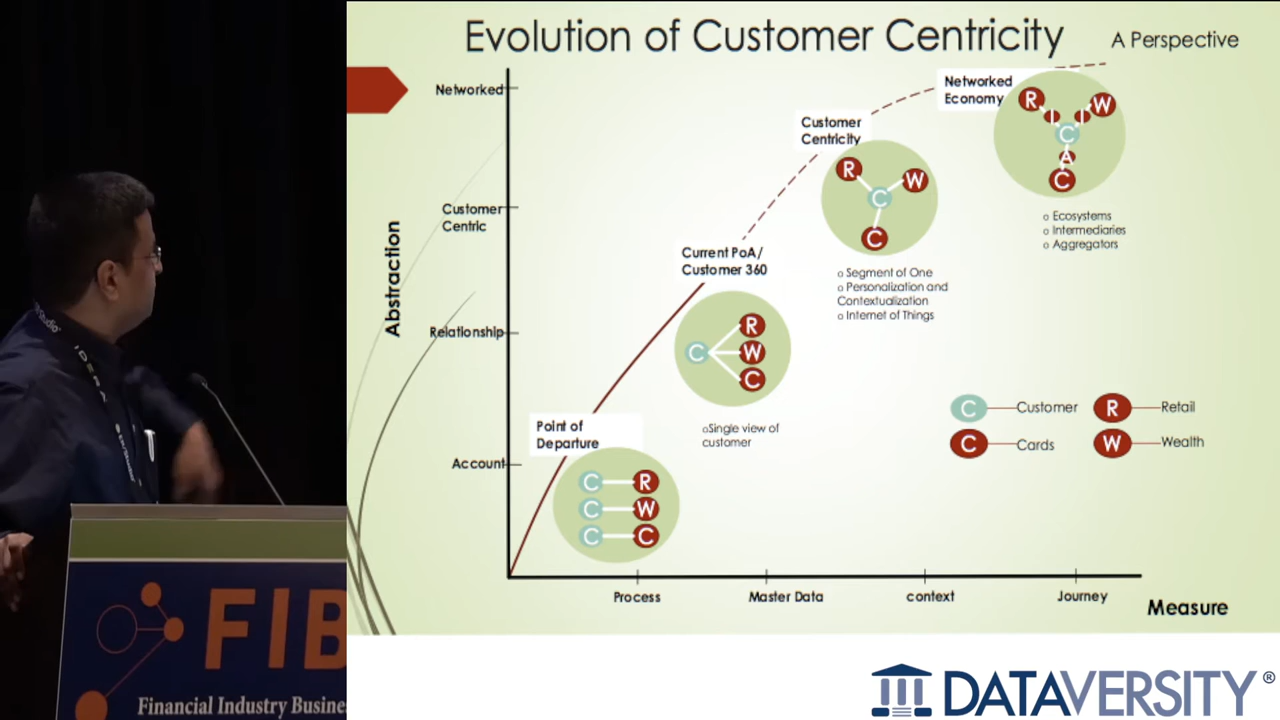 Evolution of Customer Centricity
A Perspective
Networked
Customer
Centric
Relationship
Account
Abstraction
Networked
Economy
R
W
C
A
C
o Ecosystems
o Intermediaries
o Aggregators
Customer
Centricity
R
W
C
C
o Segment of One
o Personalization and
Contextualization
o Internet of Things
Current PoA/
Customer 360
R
C W
C
oSingle view of
customer
Point of
Departure
C R
C W
C C
C Customer R Retail
C Cards W Wealth
Process Master Data context Journey
Measure
IDERA
FIB
Financial Industry Busine
DATAVERSITY®